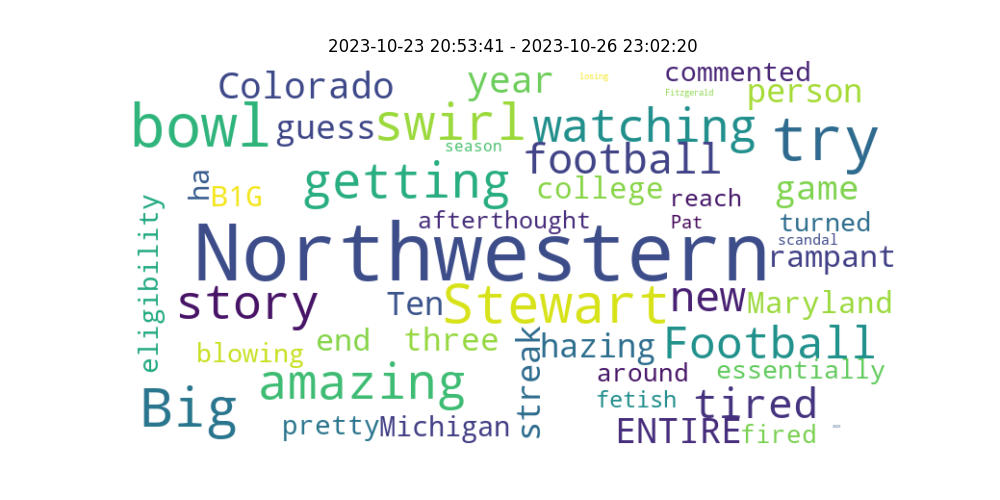 2023-10-23 20:53:41 - 2023-10-26 23:02:20
losing
commented
Colorado
year
Fitzgerald
person
bowl
guess
swirl
watching
try
season
football
ha
B1G
getting
college
reach
game
afterthought
Pat
turned
Northwestern
scandal
rampant
eligibility
story
Ten
Stewart
new
Maryland
blowing
end
three
streak
hazing
Football
amazing
around
essentially
Big
fetish
tired
pretty
Michigan
ENTIRE
fired